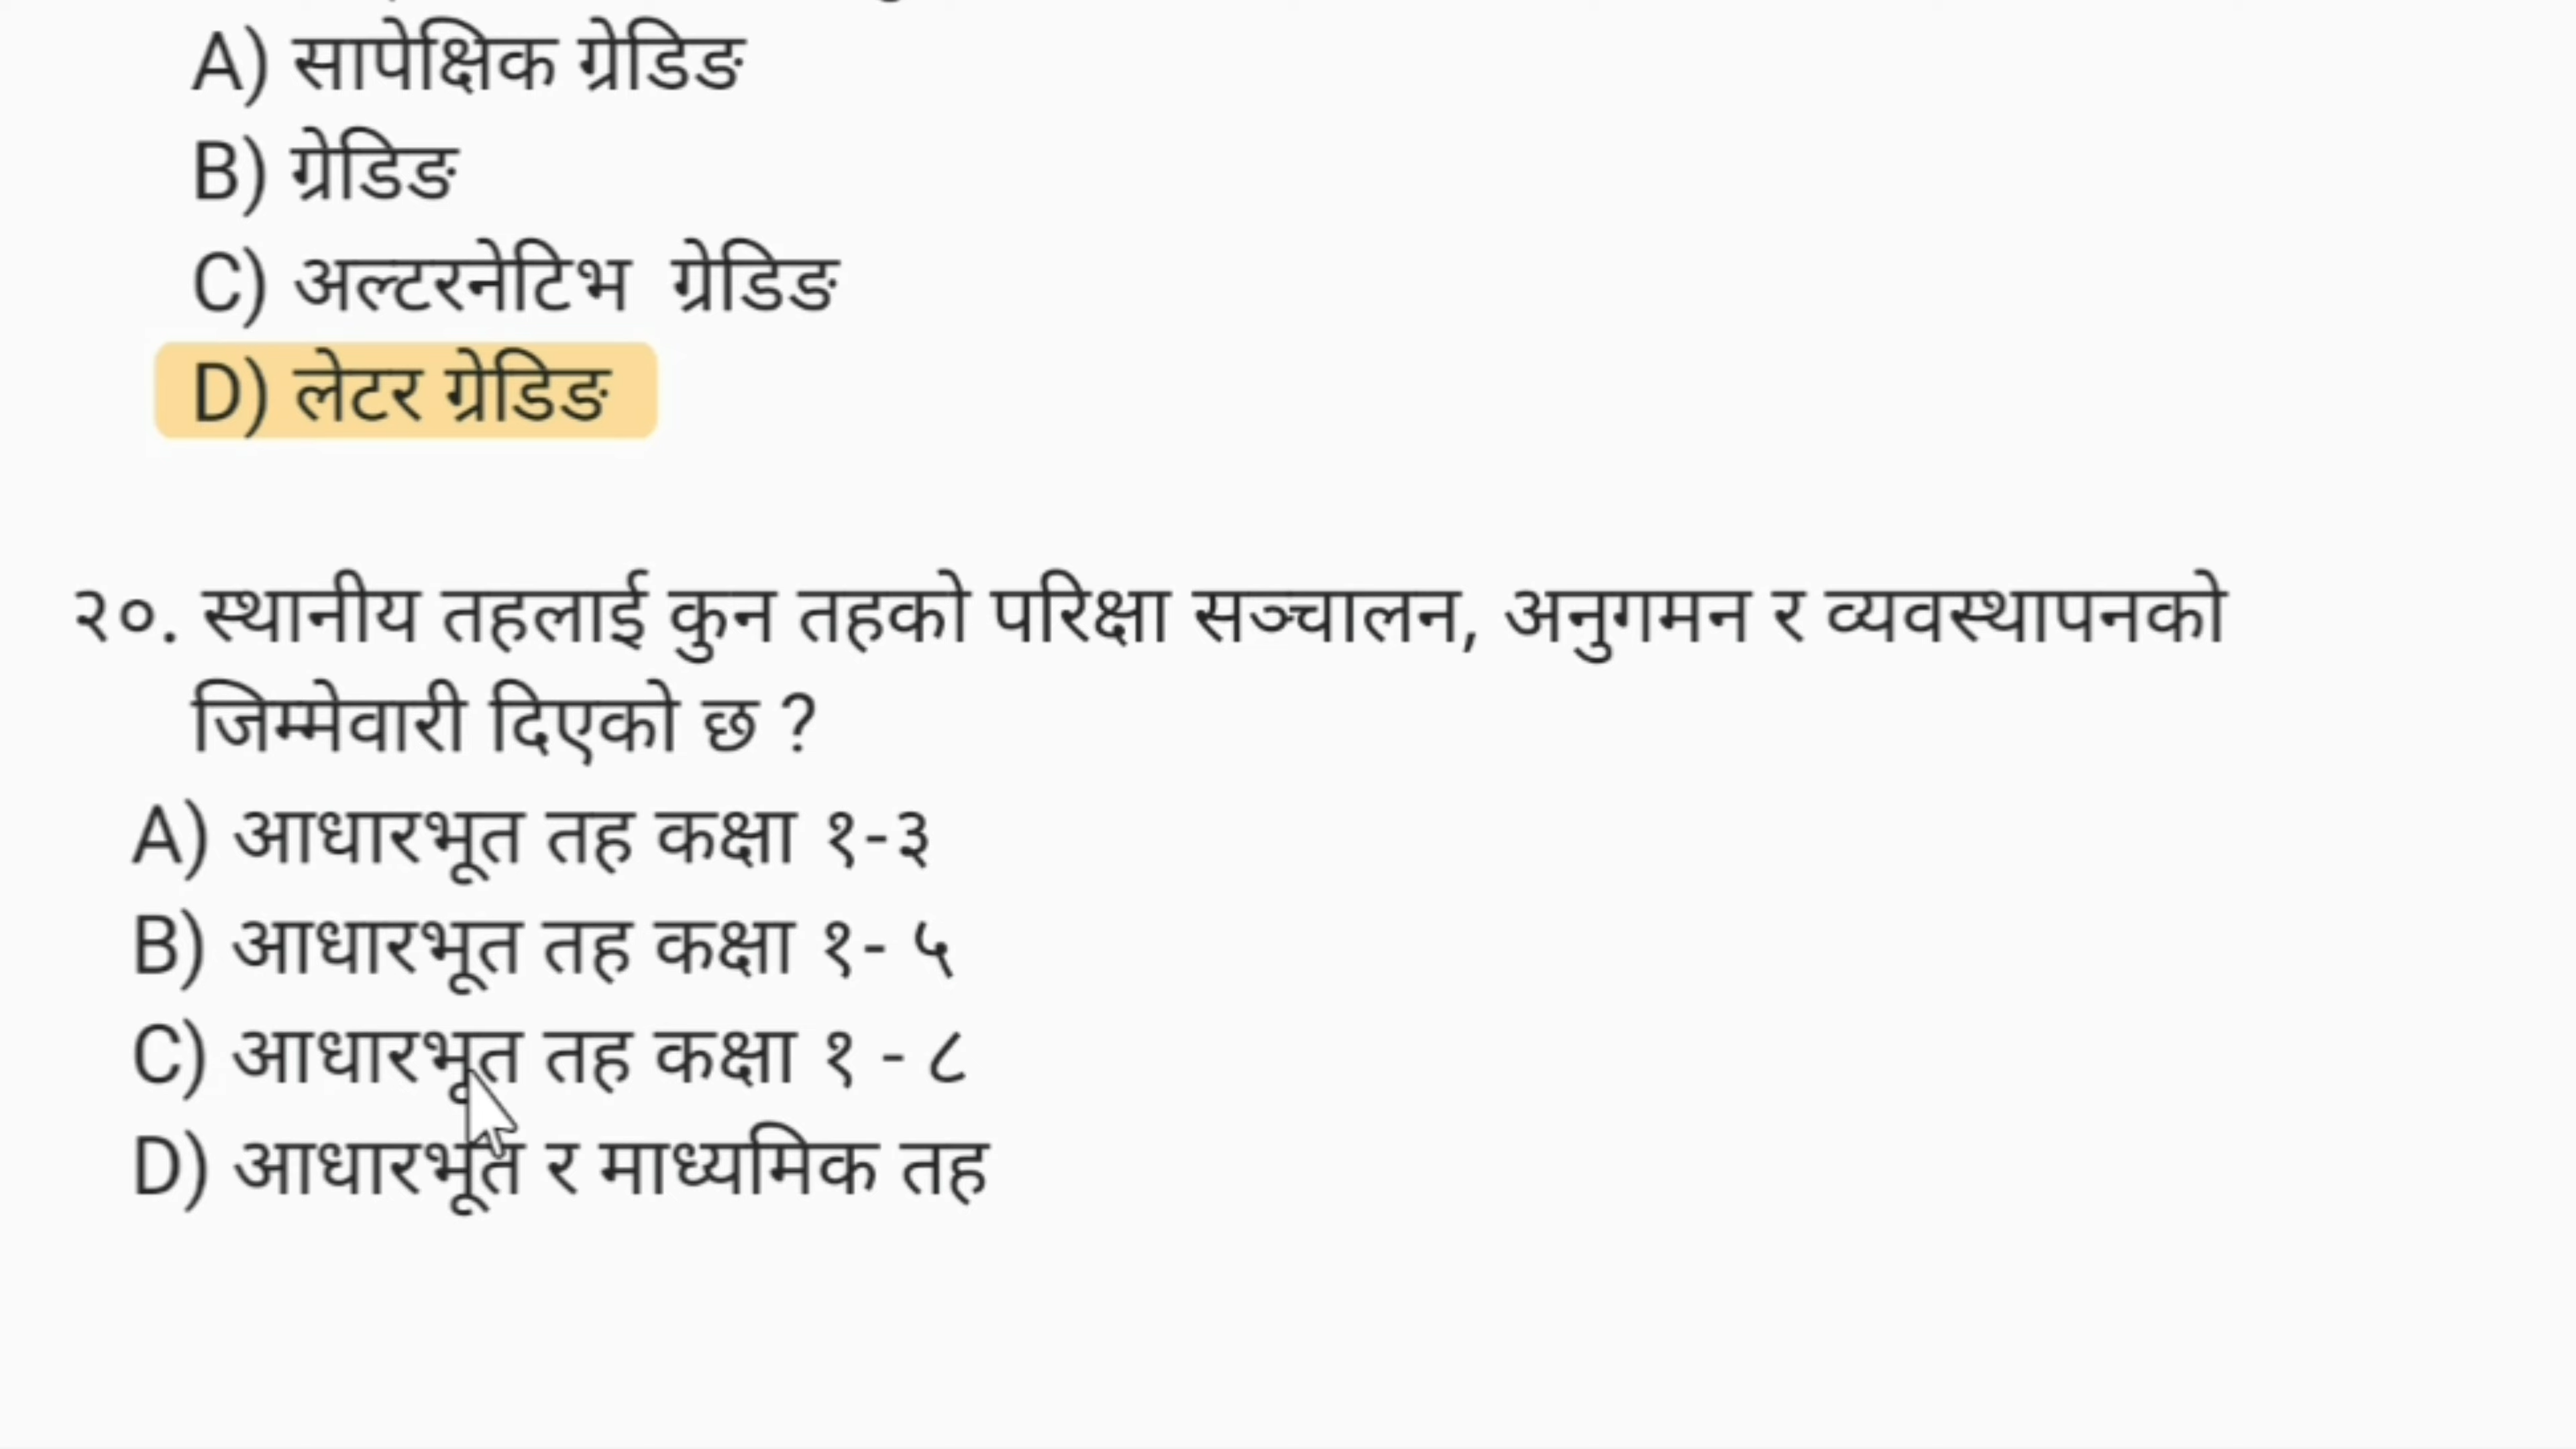 A) सापेक्षिक ग्रेडिङ
B) ग्रेडिङ
C) अल्टरनेटिभ ग्रेडिङ
D) लेटर ग्रेडिङ
२०. स्थानीय तहलाई कुन तहको परिक्षा सञ्चालन, अनुगमन र व्यवस्थापनको
जिम्मेवारी दिएको छ ?
A) आधारभूत तह कक्षा १-३
B) आधारभूत तह कक्षा १- ५
C) आधारभूत तह कक्षा १ - ८
D) आधारभूत र माध्यमिक तह